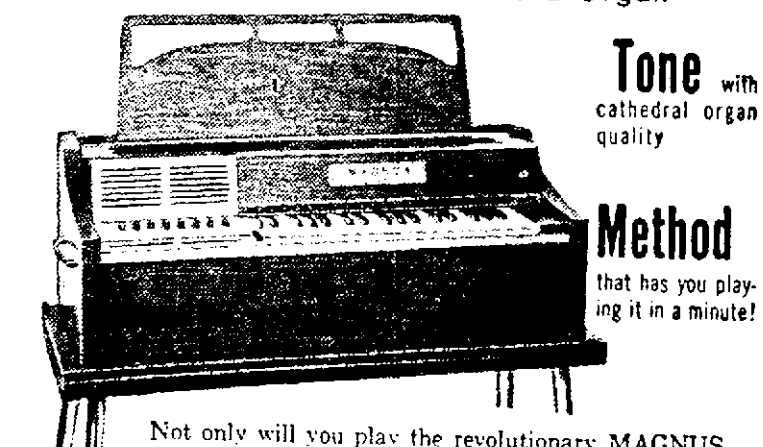 Tone with
cathedral organ
quality
MAGNUS
Method
that has you play-
ing it in a minute!
Not only will you play the revolutionary MAGNUS